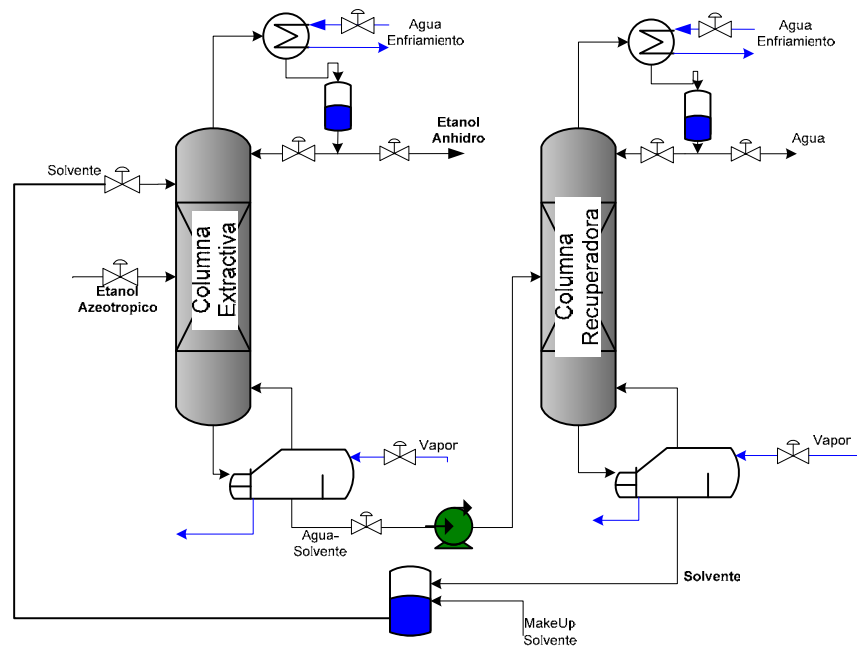 Agua
Enfriamiento
Agua
Enfriamiento
Etanol
Anhidro
Agua
Solvente
Columna
Extractiva
Columna
Recuperadora
Etanol
Azeotropico
Vapor
Vapor
Agua-
Solvente
Solvente
MakeUp
Solvente